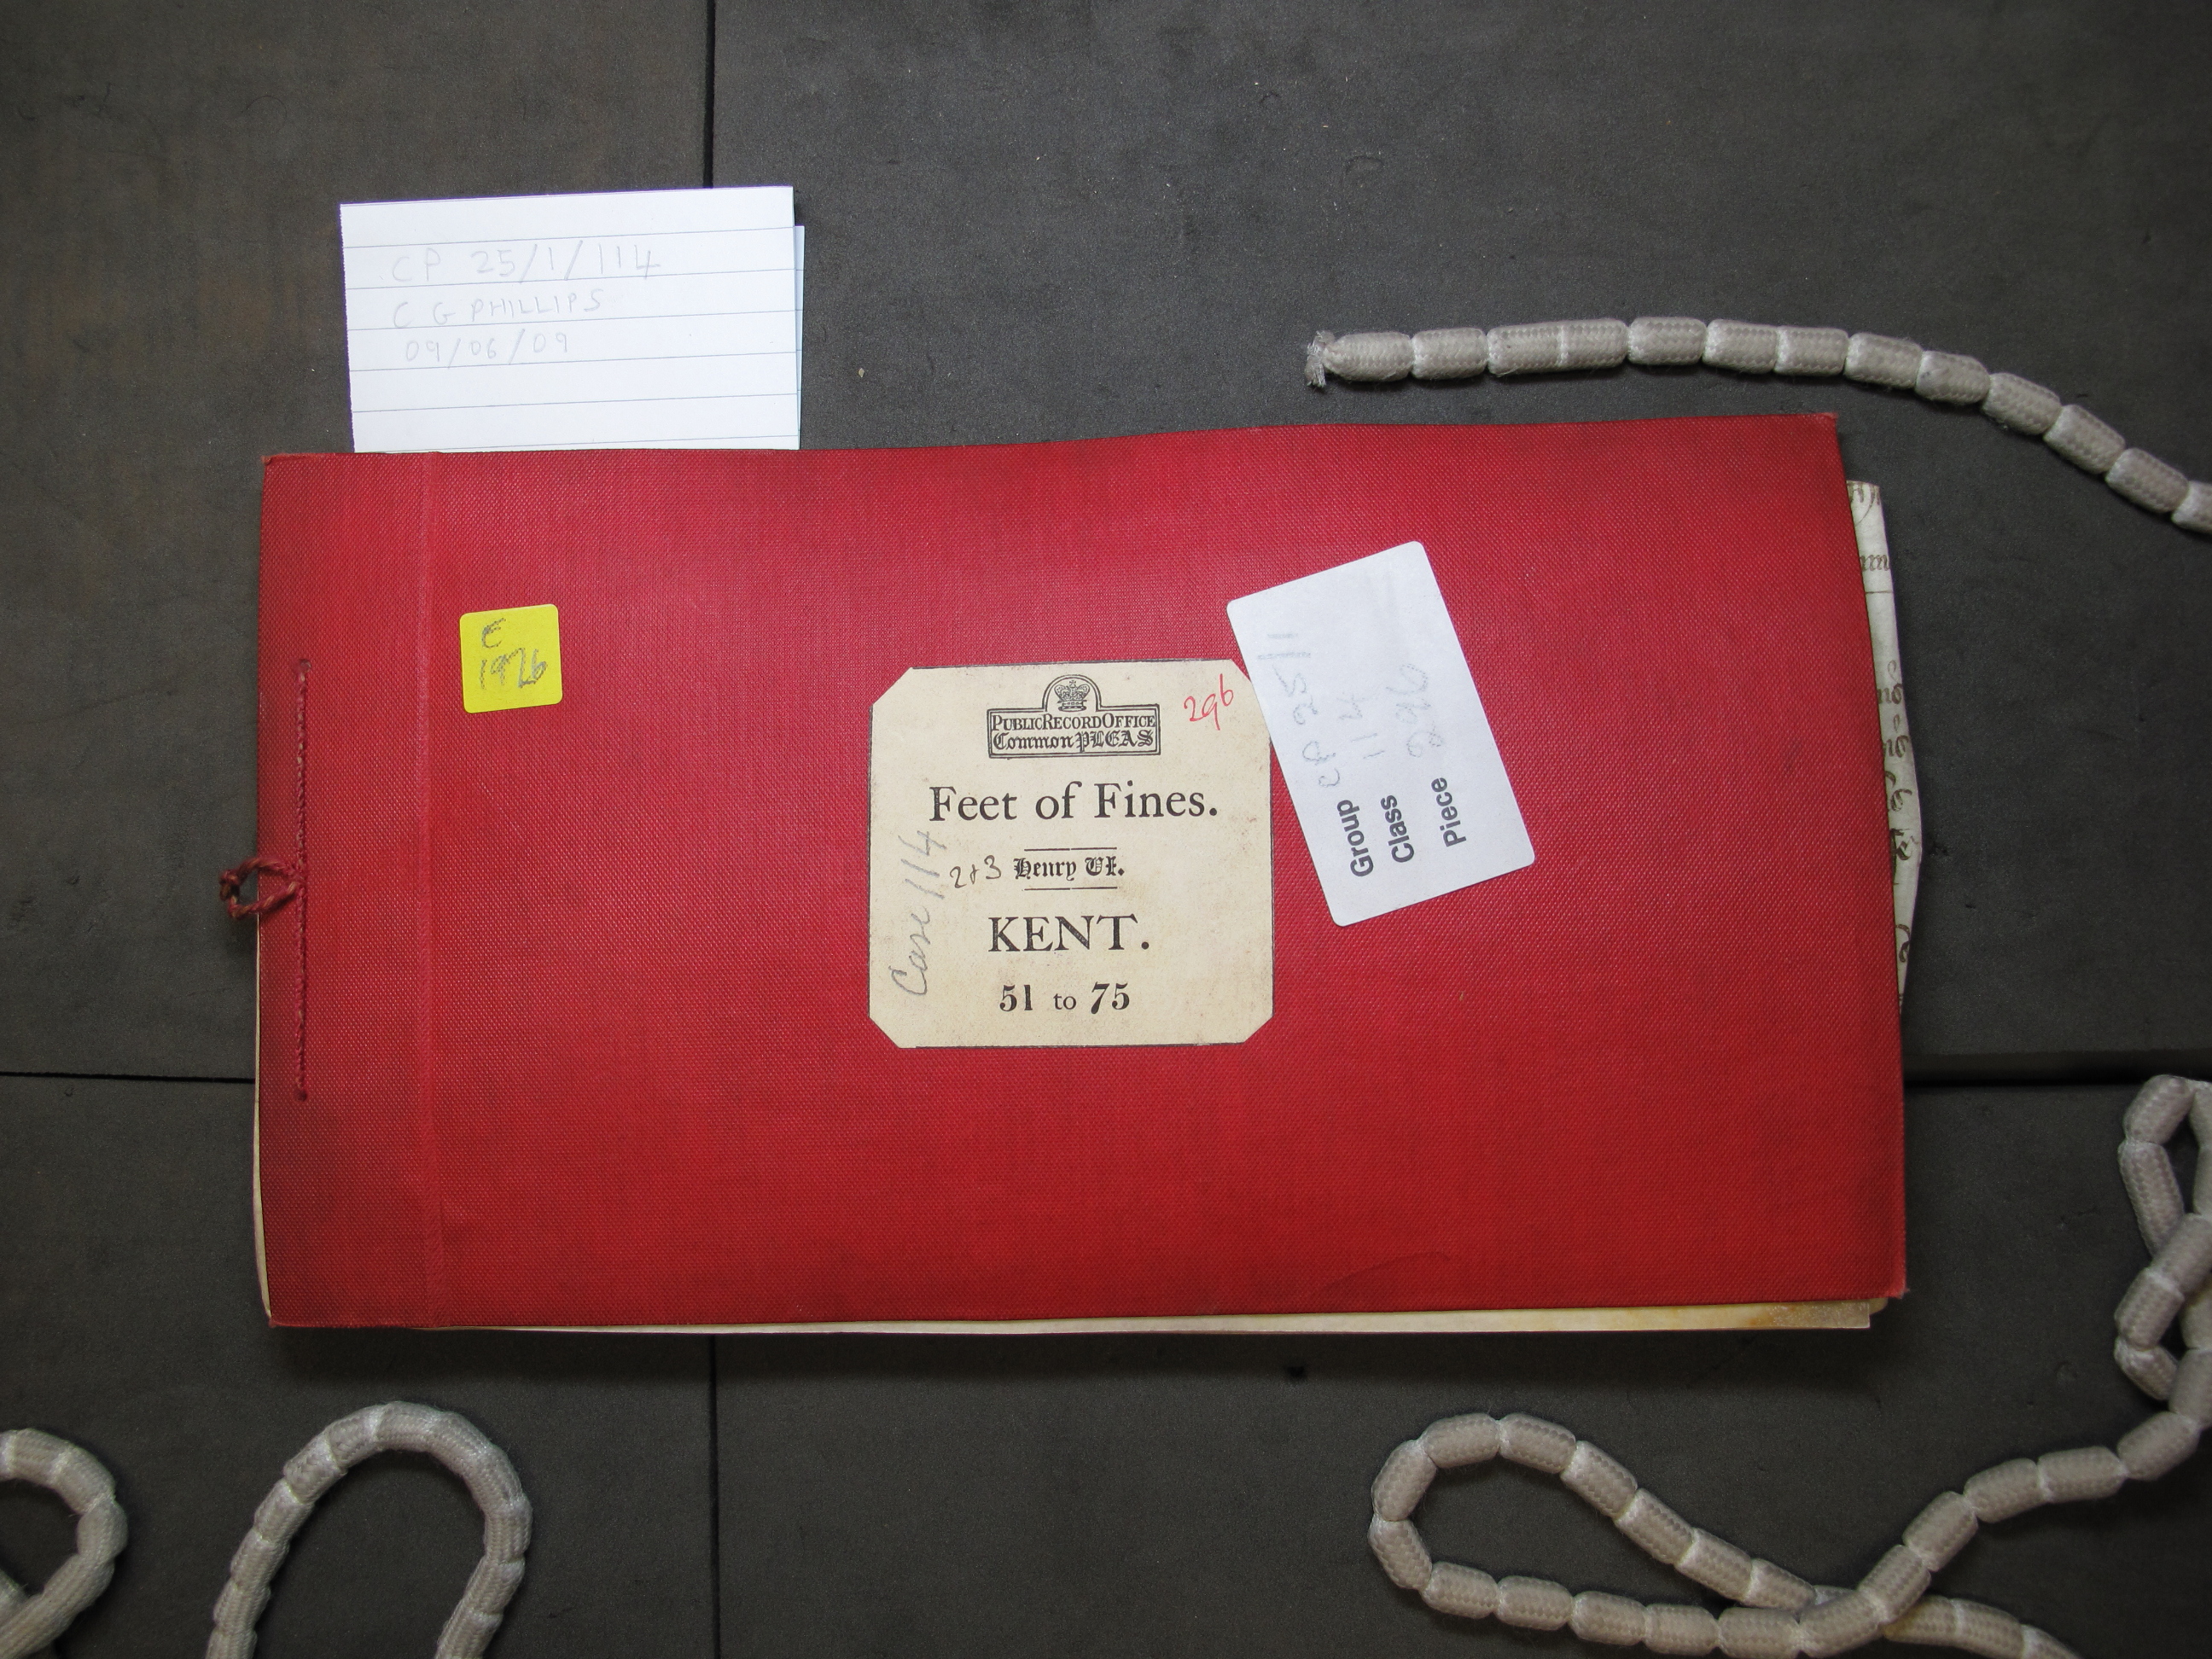 CP 25/1/114
C G PHILLIPS
09/06/09
E
1926
PUBLIC RECORD OFFICE
Common PLEAS
296
Feet of Fines.
2 & 3 Henry VI.
KENT.
51 to 75
Case 114
Group CP 25/1
Class 114
Piece 296